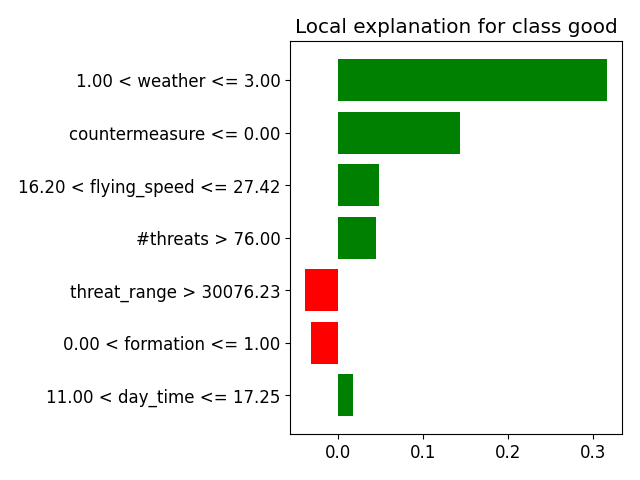 Local explanation for class good
1.00 < weather <= 3.00
countermeasure <= 0.00
16.20 < flying_speed <= 27.42
#threats > 76.00
threat_range > 30076.23
0.00 < formation <= 1.00
11.00 < day_time <= 17.25
0.0 0.1 0.2 0.3